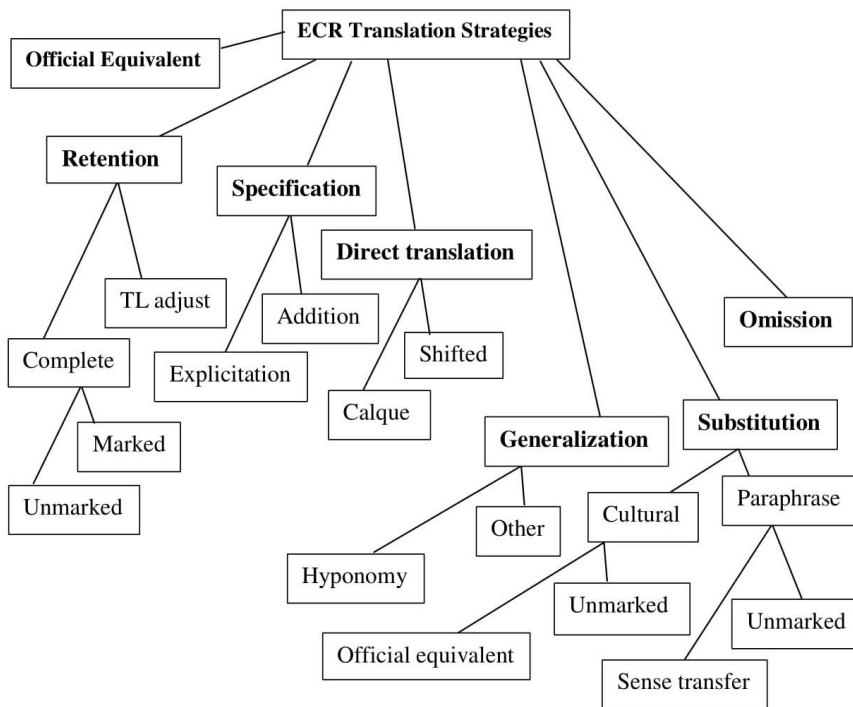 ECR Translation Strategies
Official Equivalent
Retention
Specification
Direct translation
TL adjust
Addition
Omission
Complete
Shifted
Explicitation
Calque
Marked
Generalization
Substitution
Unmarked
Paraphrase
Cultural
Other
Hyponomy
Unmarked
Unmarked
Official equivalent
Sense transfer